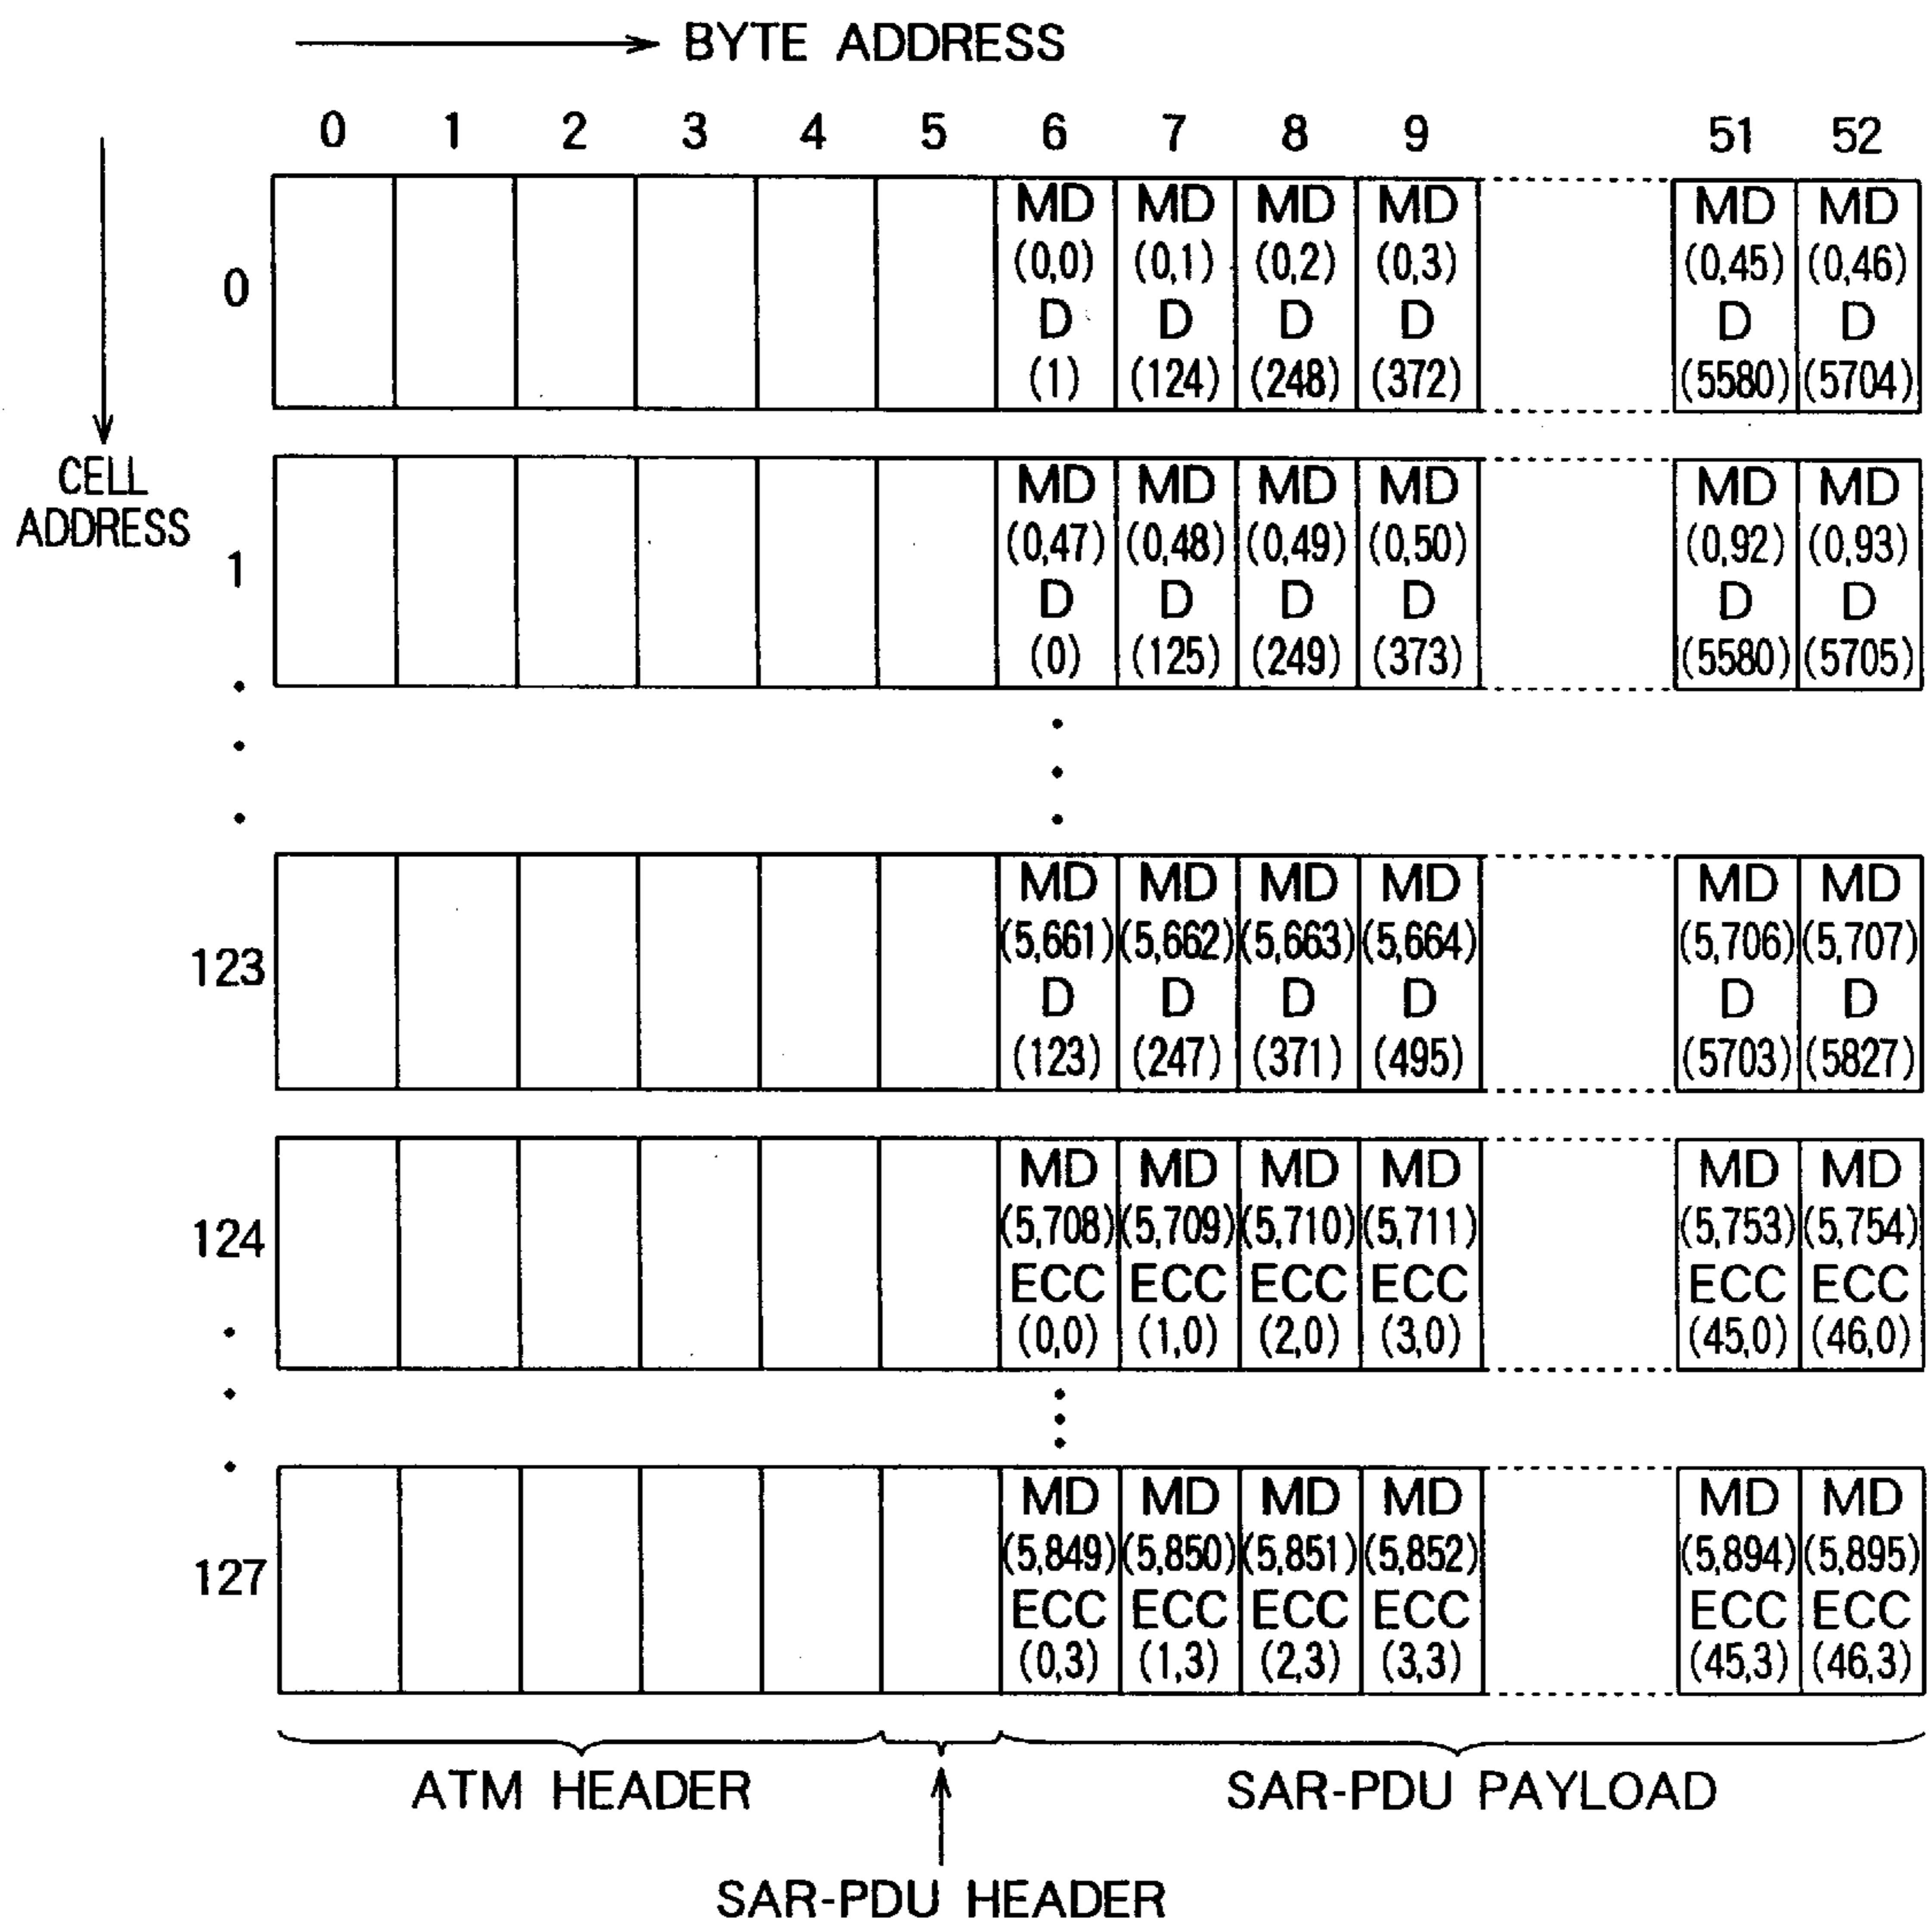 BYTE ADDRESS
0 1 2 3 4 5 6 7 8 9 51 52
MD MD MD MD MD MD
(0,0) (0,1) (0,2) (0,3) (0,45) (0,46)
0 D D D D D D
(1) (124) (248) (372) (5580) (5704)
CELL
ADDRESS
MD MD MD MD MD MD
(0,47) (0,48) (0,49) (0,50) (0,92) (0,93)
1 D D D D D D
(0) (125) (249) (373) (5580) (5705)
MD MD MD MD MD MD
(5,661) (5,662) (5,663) (5,664) (5,706) (5,707)
123 D D D D D D
(123) (247) (371) (495) (5703) (5827)
MD MD MD MD MD MD
124 (5,708) (5,709) (5,710) (5,711) (5,753) (5,754)
ECC ECC ECC ECC ECC ECC
(0,0) (1,0) (2,0) (3,0) (45,0) (46,0)
MD MD MD MD MD MD
127 (5,849) (5,850) (5,851) (5,852) (5,894) (5,895)
ECC ECC ECC ECC ECC ECC
(0,3) (1,3) (2,3) (3,3) (45,3) (46,3)
ATM HEADER SAR-PDU PAYLOAD
SAR-PDU HEADER